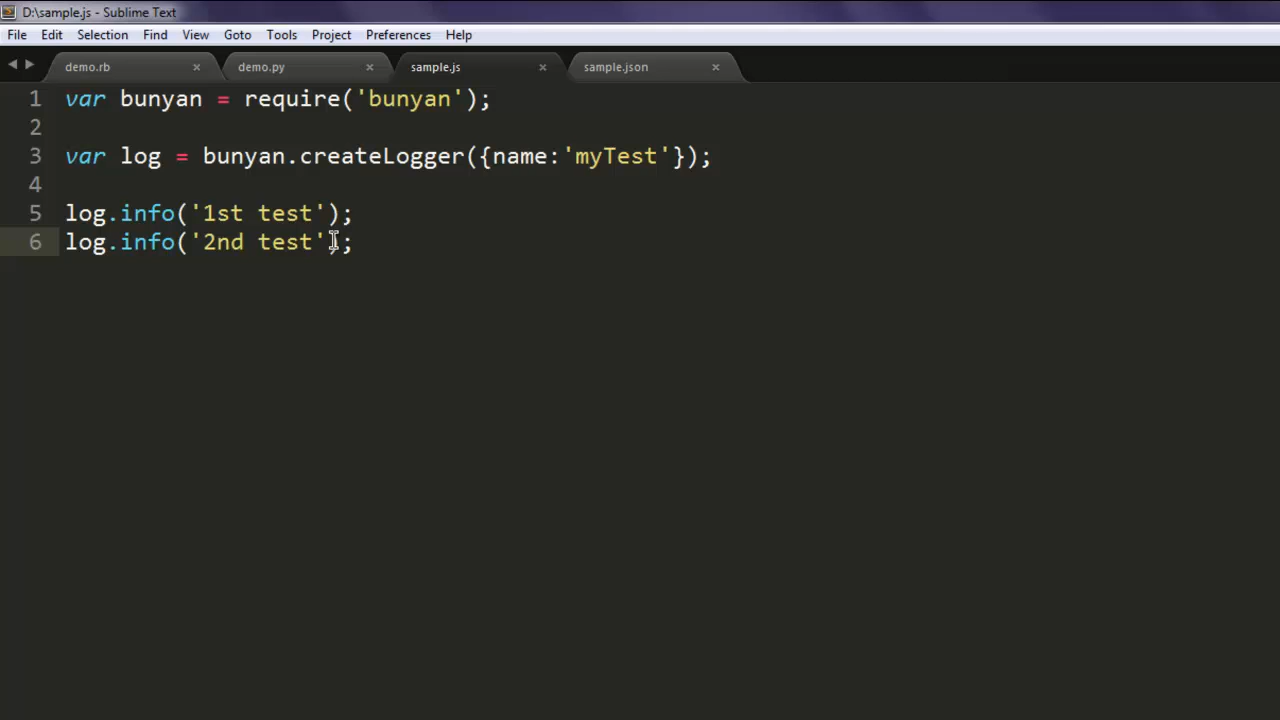 D:\sample.js - Sublime Text
File Edit Selection Find View Goto Tools Project Preferences Help
demo.rb × demo.py × sample.js × sample.json ×
1 var bunyan = require('bunyan');
2
3 var log = bunyan.createLogger({name:'myTest'});
4
5 log.info('1st test');
6 log.info('2nd test');